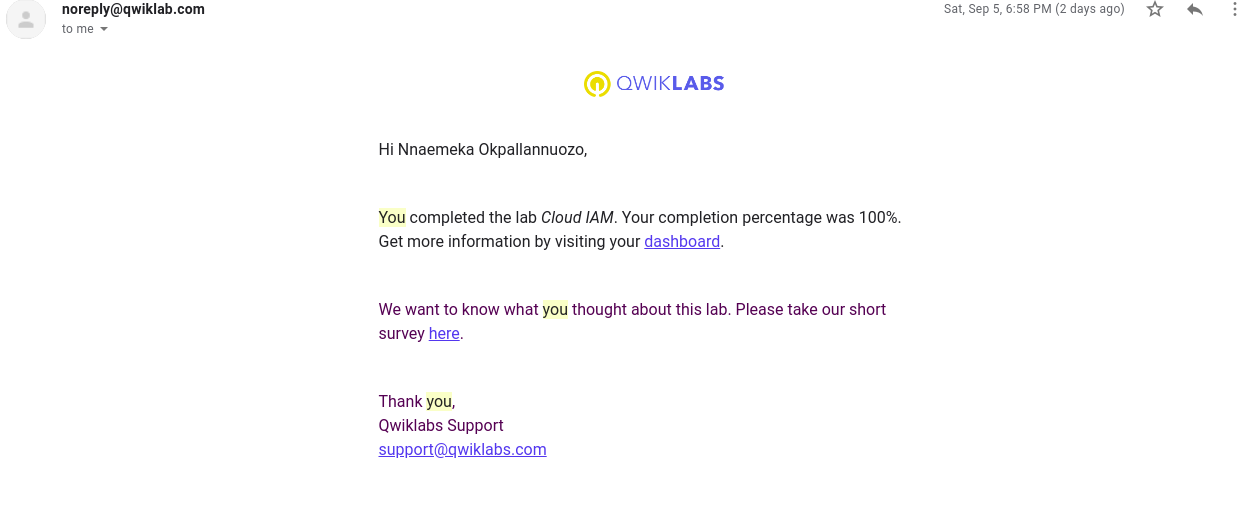 noreply@qwiklab.com
Sat, Sep 5, 6:58 PM (2 days ago)
to me
QWIKLABS
Hi Nnaemeka Okpallannuozo,
You completed the lab Cloud IAM. Your completion percentage was 100%.
Get more information by visiting your dashboard.
We want to know what you thought about this lab. Please take our short
survey here.
Thank you,
Qwiklabs Support
support@qwiklabs.com